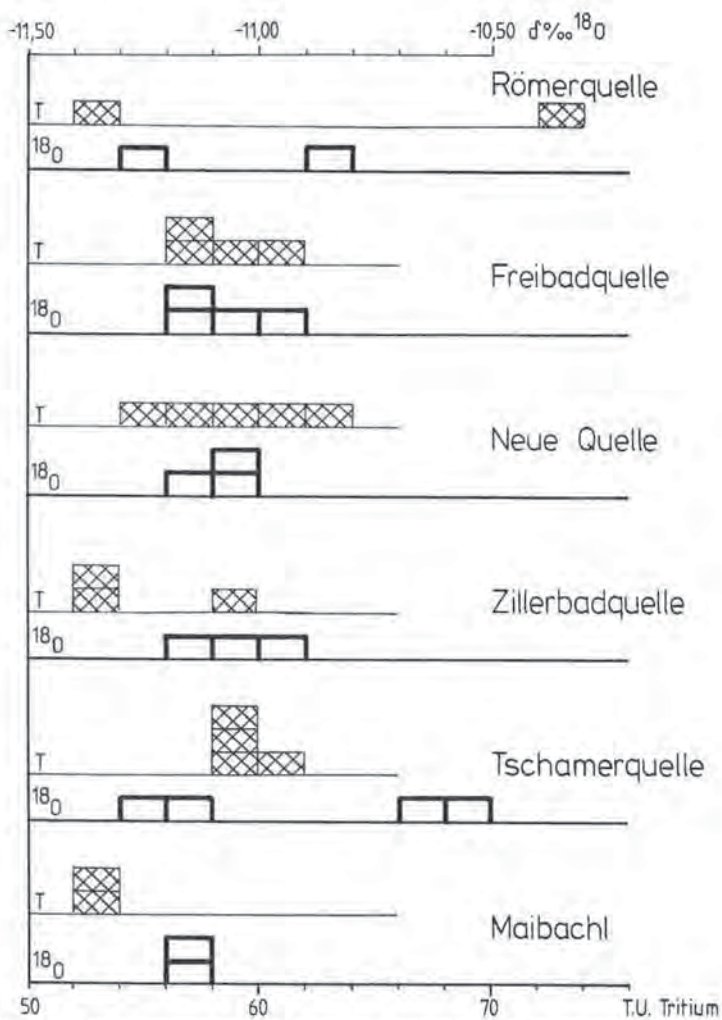 -11,50 -11,00 -10,50 δ‰ ¹⁸O
Römerquelle
T
¹⁸O
T
Freibadquelle
¹⁸O
T
Neue Quelle
¹⁸O
T
Zillerbadquelle
¹⁸O
T
Tschamerquelle
¹⁸O
T
Maibachl
¹⁸O
50 60 70 T.U. Tritium